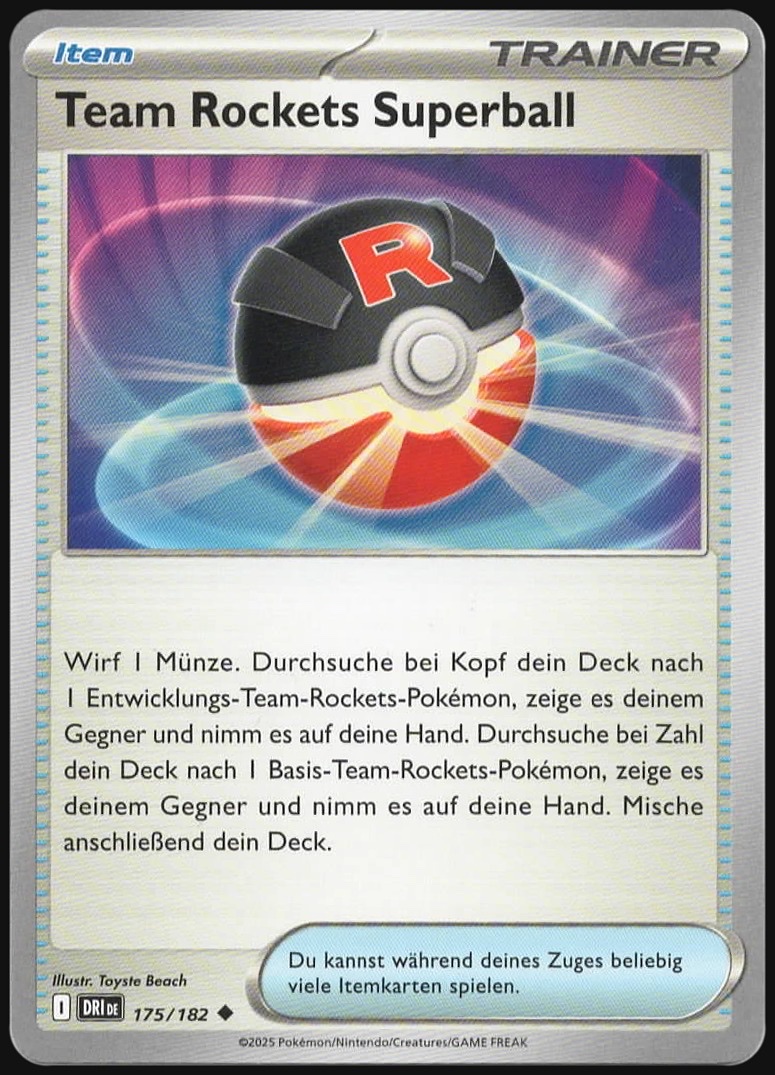 Item
TRAINER
Team Rockets Superball
R
Wirf 1 Münze. Durchsuche bei Kopf dein Deck nach
1 Entwicklungs-Team-Rockets-Pokémon, zeige es deinem
Gegner und nimm es auf deine Hand. Durchsuche bei Zahl
dein Deck nach 1 Basis-Team-Rockets-Pokémon, zeige es
deinem Gegner und nimm es auf deine Hand. Mische
anschließend dein Deck.
Du kannst während deines Zuges beliebig
viele Itemkarten spielen.
Illustr. Toyste Beach
I DRI DE 175/182 ◆
©2025 Pokémon/Nintendo/Creatures/GAME FREAK